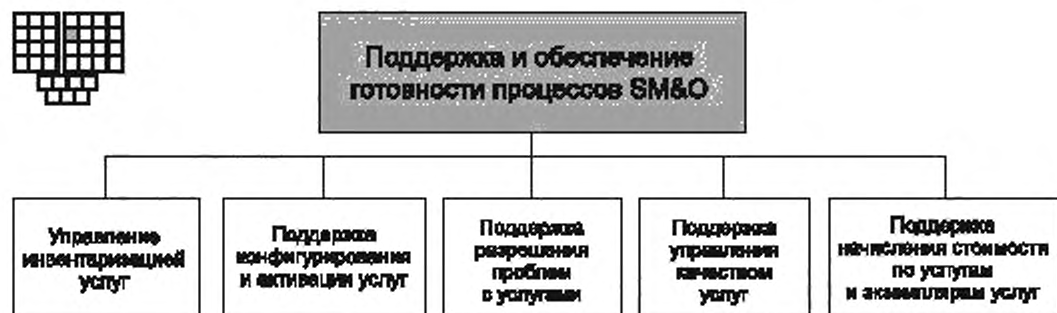 Поддержка и обеспечение
готовности процессов SM&O
Управление
инвентаризацией
услуг
Поддержка
конфигурирования
и активации услуг
Поддержка
разрешения
проблем
с услугами
Поддержка
управления
качеством
услуг
Поддержка
начисления стоимости
по услугам
и экземплярам услуг